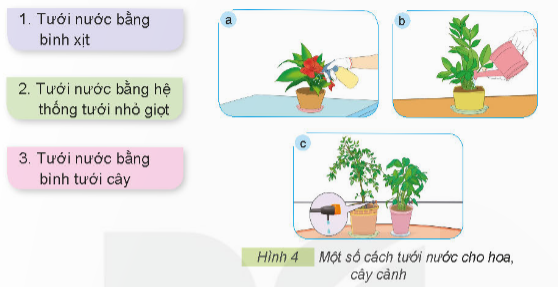 1. Tưới nước bằng
bình xịt
2. Tưới nước bằng hệ
thống tưới nhỏ giọt
3. Tưới nước bằng
bình tưới cây
a
b
c
Hình 4 Một số cách tưới nước cho hoa,
cây cảnh